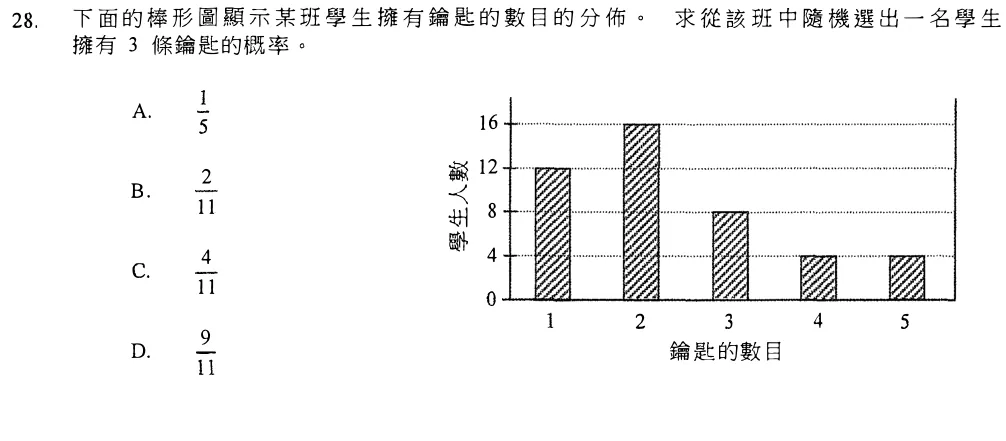 28. 下面的棒形圖顯示某班學生擁有鑰匙的數目的分佈。 求從該班中隨機選出一名學生
擁有 3 條鑰匙的概率。
A. 1/5
B. 2/11
C. 4/11
D. 9/11
學生人數
16
12
8
4
0
1 2 3 4 5
鑰匙的數目